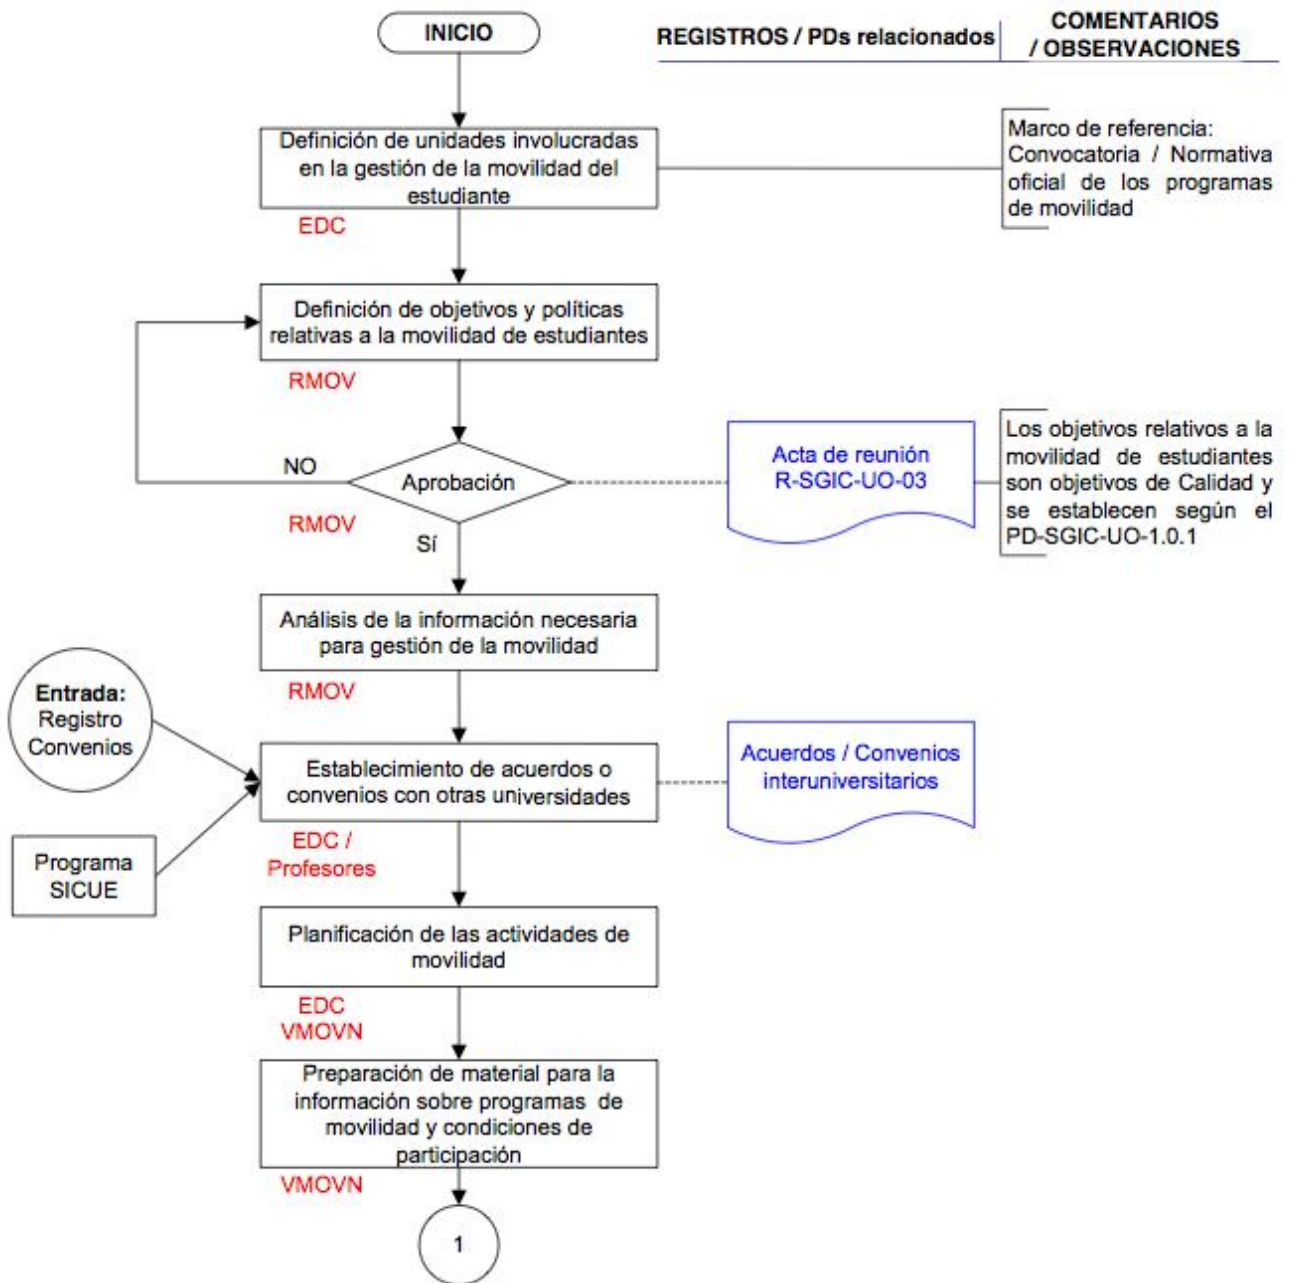 INICIO
REGISTROS / PDs relacionados
COMENTARIOS
/ OBSERVACIONES
Definición de unidades involucradas
en la gestión de la movilidad del
estudiante
EDC
Marco de referencia:
Convocatoria / Normativa
oficial de los programas
de movilidad
Definición de objetivos y políticas
relativas a la movilidad de estudiantes
RMOV
NO
Aprobación
RMOV
Sí
Acta de reunión
R-SGIC-UO-03
Los objetivos relativos a la
movilidad de estudiantes
son objetivos de Calidad y
se establecen según el
PD-SGIC-UO-1.0.1
Análisis de la información necesaria
para gestión de la movilidad
RMOV
Entrada:
Registro
Convenios
Establecimiento de acuerdos o
convenios con otras universidades
Acuerdos / Convenios
interuniversitarios
EDC /
Profesores
Programa
SICUE
Planificación de las actividades de
movilidad
EDC
VMOVN
Preparación de material para la
información sobre programas de
movilidad y condiciones de
participación
VMOVN
1